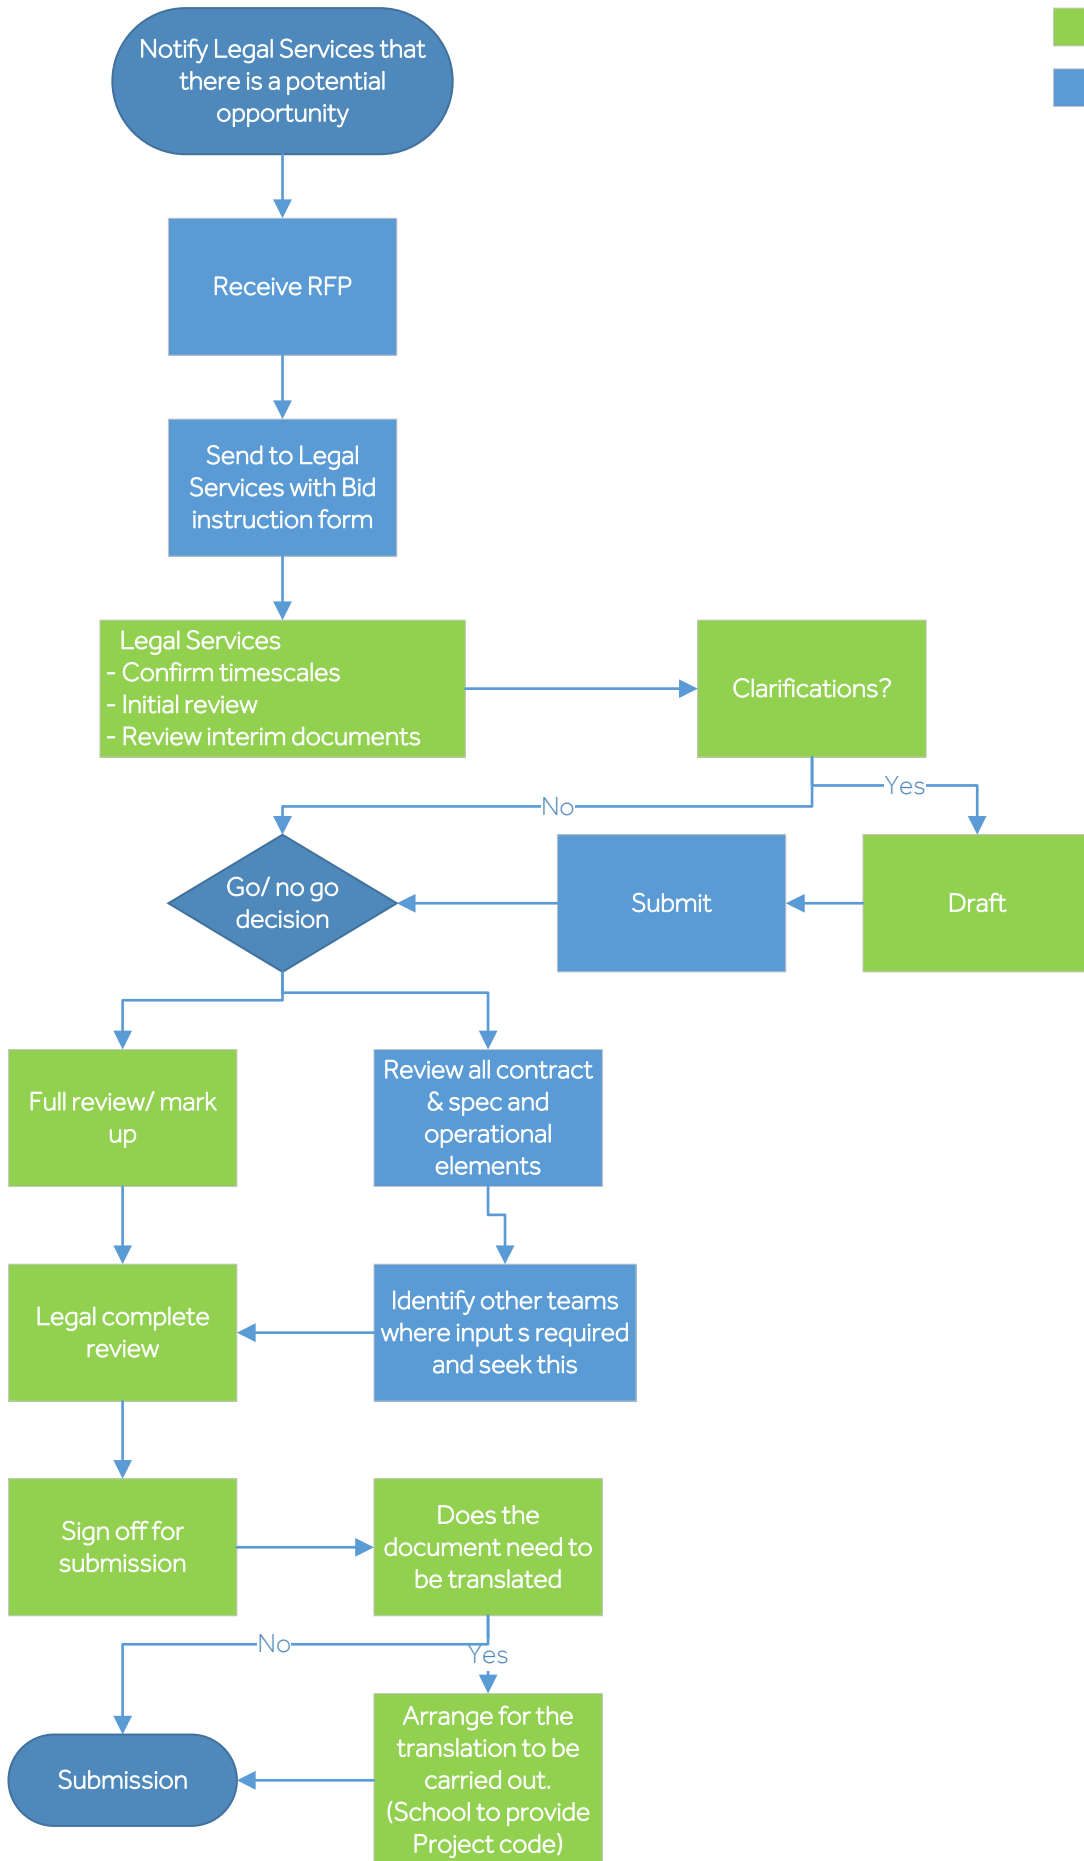 Notify Legal Services that
there is a potential
opportunity
Receive RFP
Send to Legal
Services with Bid
instruction form
Legal Services
- Confirm timescales
- Initial review
- Review interim documents
Clarifications?
Yes
No
Go/ no go
decision
Submit
Draft
Full review/ mark
up
Review all contract
& spec and
operational
elements
Legal complete
review
Identify other teams
where input s required
and seek this
Sign off for
submission
Does the
document need to
be translated
No
Yes
Arrange for the
translation to be
carried out.
(School to provide
Project code)
Submission